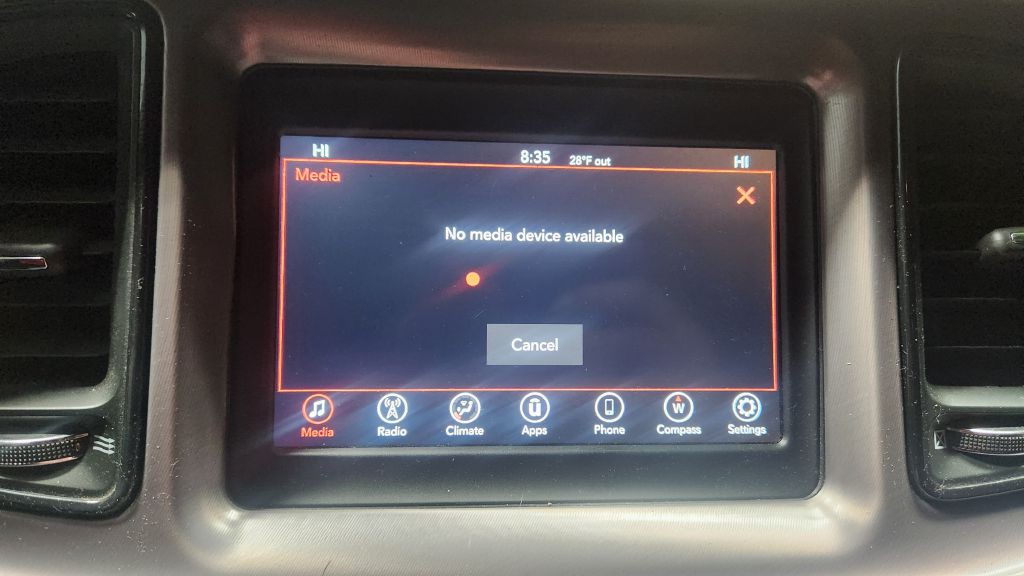 HI 8:35 28°F out HI
Media
No media device available
Cancel
W
Media Radio Climate Apps Phone Compass Settings